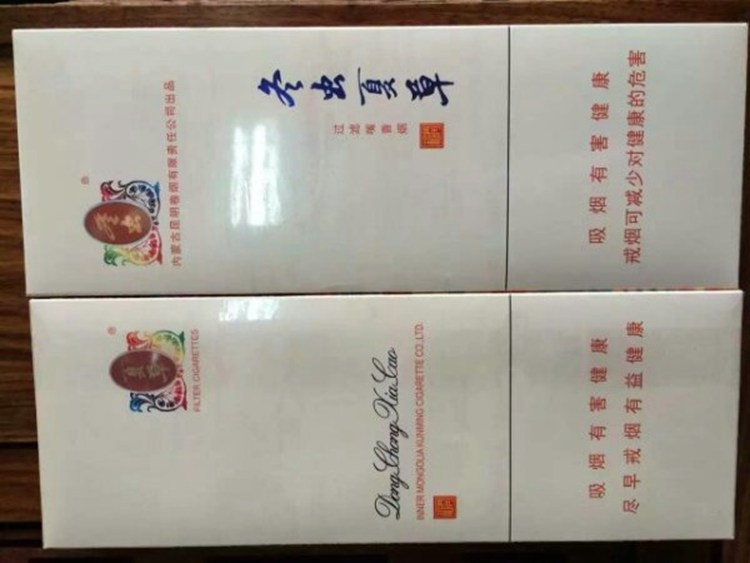 冬虫夏草
过滤嘴香烟
内蒙古昆明卷烟有限责任公司出品
吸烟有害健康
戒烟可减少对健康的危害
®
®
FILTER CIGARETTES
Dong Chong Xia Cao
INNER MONGOLIA KUNMING CIGARETTE CO.,LTD.
吸烟有害健康
尽早戒烟有益健康